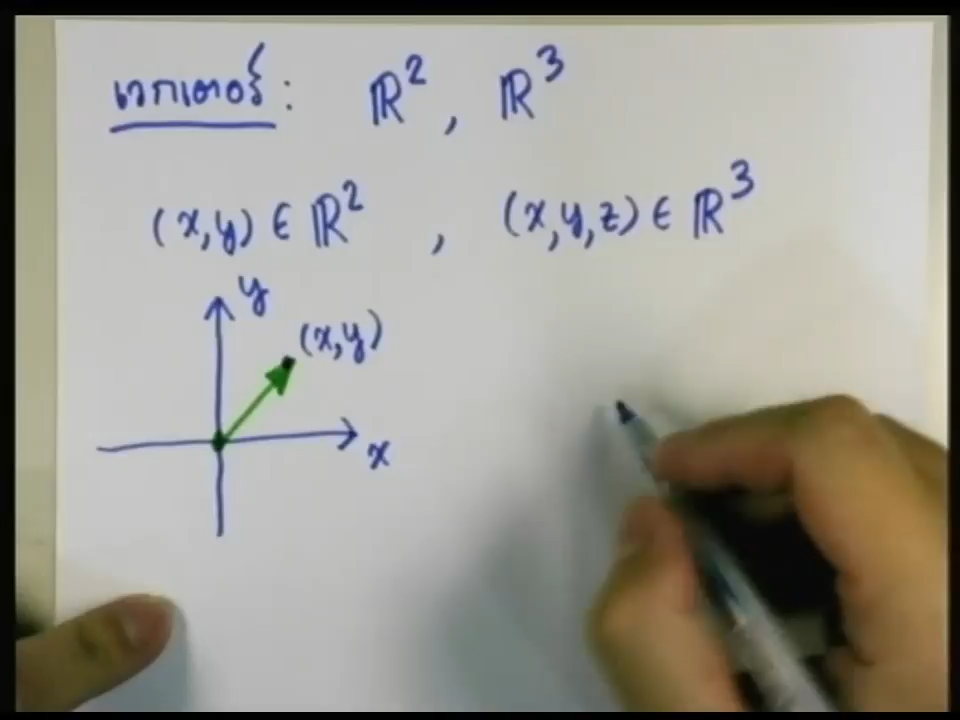 เวกเตอร์ : ℝ², ℝ³
(x,y) ∈ ℝ² , (x,y,z) ∈ ℝ³
y
(x,y)
x